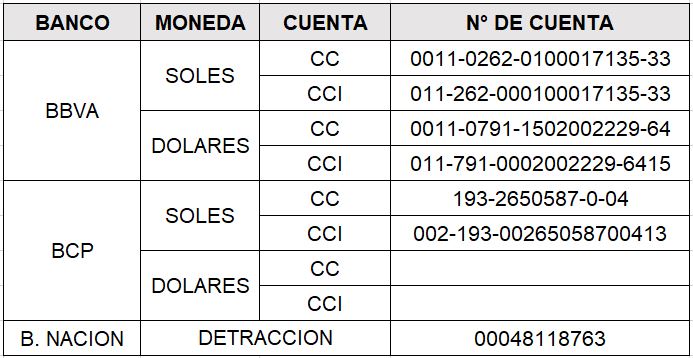 BANCO MONEDA CUENTA N° DE CUENTA
BBVA SOLES CC 0011-0262-0100017135-33
CCI 011-262-000100017135-33
DOLARES CC 0011-0791-1502002229-64
CCI 011-791-0002002229-6415
BCP SOLES CC 193-2650587-0-04
CCI 002-193-00265058700413
DOLARES CC
CCI
B. NACION DETRACCION 00048118763